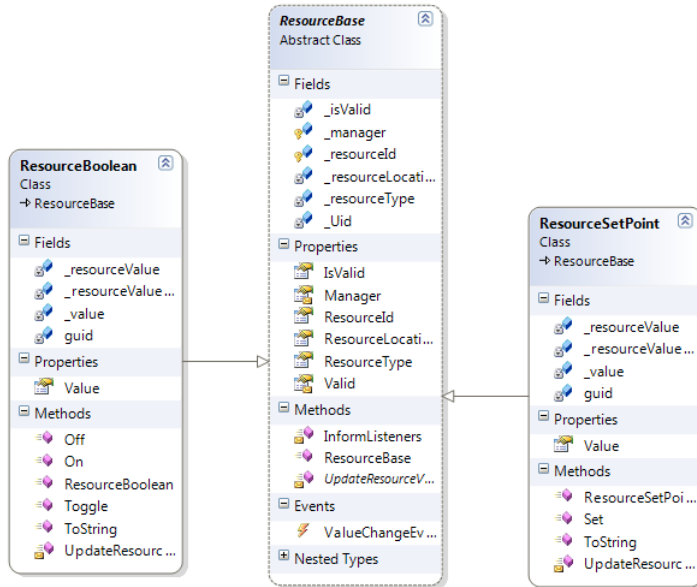 ResourceBase
Abstract Class
Fields
_isValid
_manager
_resourceId
_resourceLocati...
_resourceType
_Uid
Properties
IsValid
Manager
ResourceId
ResourceLocati...
ResourceType
Valid
Methods
InformListeners
ResourceBase
UpdateResourceV...
Events
ValueChangeEv...
Nested Types
ResourceBoolean
Class
ResourceBase
Fields
_resourceValue
_resourceValue...
_value
guid
Properties
Value
Methods
Off
On
ResourceBoolean
Toggle
ToString
UpdateResourc...
ResourceSetPoint
Class
ResourceBase
Fields
_resourceValue
_resourceValue...
_value
guid
Properties
Value
Methods
ResourceSetPoi...
Set
ToString
UpdateResourc...